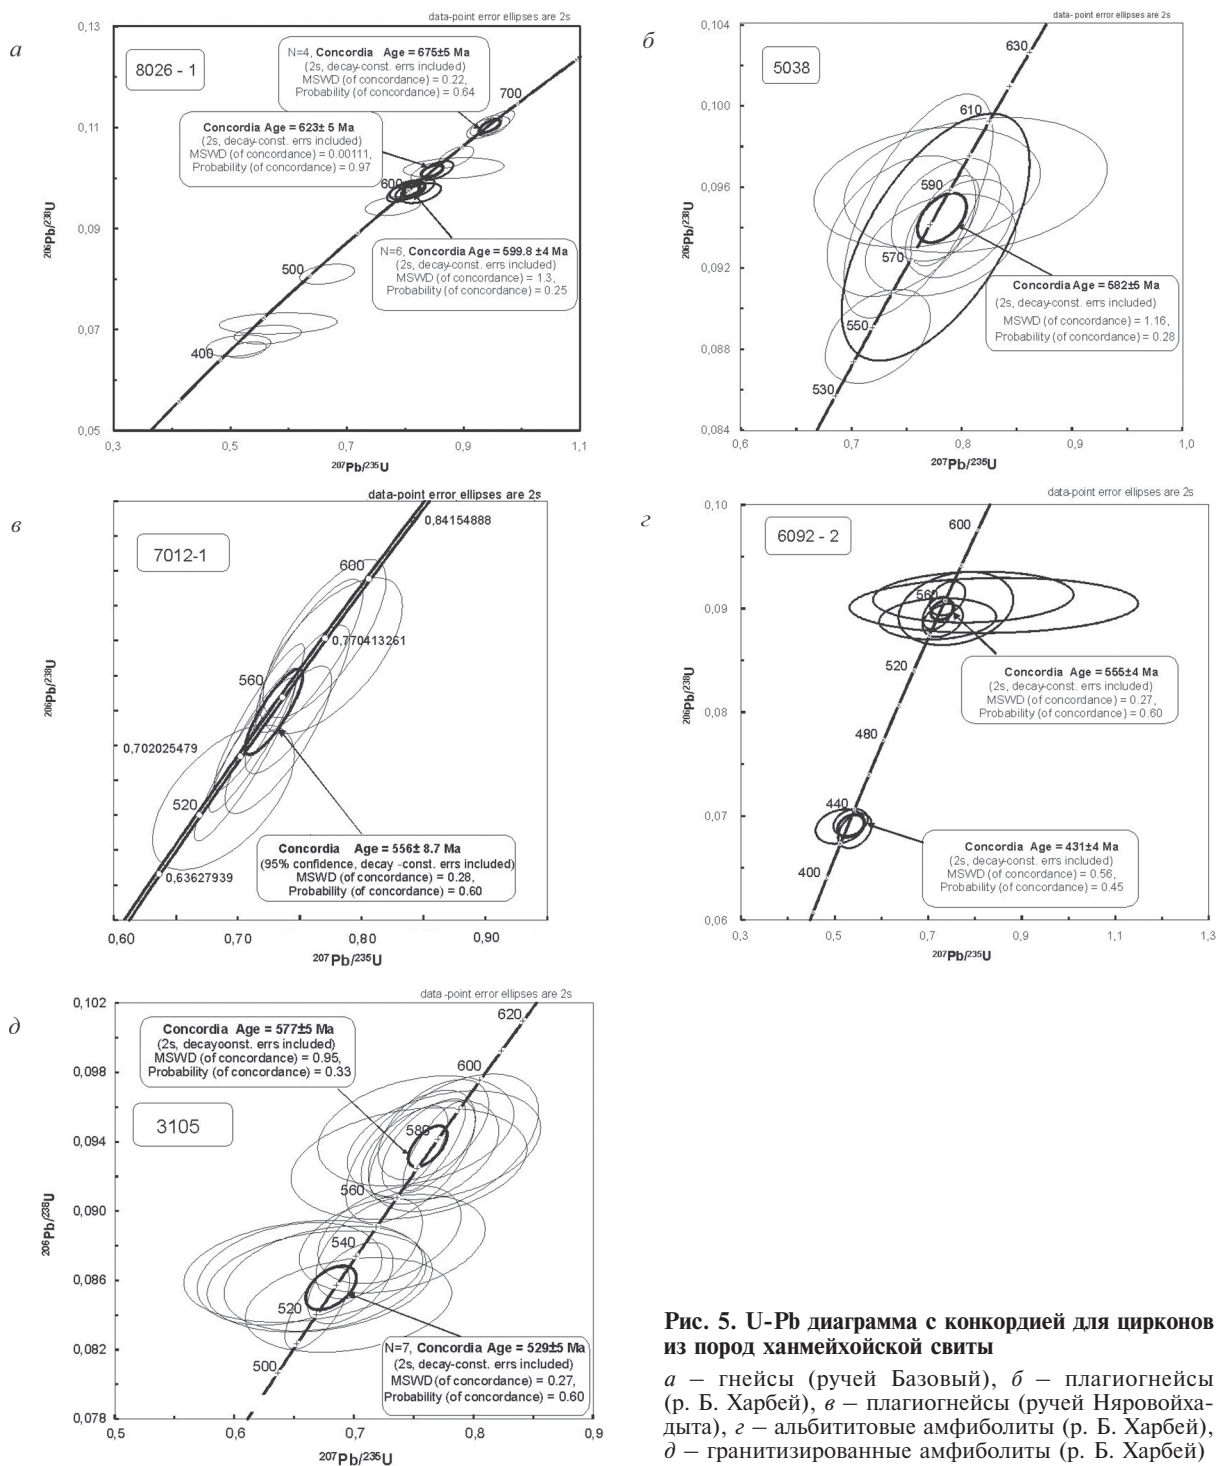 а
data-point error ellipses are 2s
8026 - 1
N=4, Concordia Age = 675±5 Ma
(2s, decay-const. errs included)
MSWD (of concordance) = 0.22,
Probability (of concordance) = 0.64
Concordia Age = 623± 5 Ma
(2s, decay-const. errs included)
MSWD (of concordance) = 0.00111,
Probability (of concordance) = 0.97
N=6, Concordia Age = 599.8 ±4 Ma
(2s, decay-const. errs included)
MSWD (of concordance) = 1.3,
Probability (of concordance) = 0.25
700
600
500
400
0,13
0,11
0,09
0,07
0,05
0,3 0,5 0,7 0,9 1,1
²⁰⁶Pb/²³⁸U
²⁰⁷Pb/²³⁵U
б
data-point error ellipses are 2s
5038
630
610
590
570
550
530
Concordia Age = 582±5 Ma
(2s, decay-const. errs included)
MSWD (of concordance) = 1.16,
Probability (of concordance) = 0.28
0,104
0,100
0,096
0,092
0,088
0,084
0,6 0,7 0,8 0,9 1,0
²⁰⁶Pb/²³⁸U
²⁰⁷Pb/²³⁵U
в
data-point error ellipses are 2s
7012-1
0,84154888
600
0,770413261
560
0,702025479
520
0,63627939
Concordia Age = 556± 8.7 Ma
(95% confidence, decay -const. errs included)
MSWD (of concordance) = 0.28,
Probability (of concordance) = 0.60
0,60 0,70 0,80 0,90
²⁰⁶Pb/²³⁸U
²⁰⁷Pb/²³⁵U
г
data-point error ellipses are 2s
6092 - 2
600
560
520
480
440
400
Concordia Age = 555±4 Ma
(2s, decay-const. errs included)
MSWD (of concordance) = 0.27,
Probability (of concordance) = 0.60
Concordia Age = 431±4 Ma
(2s, decay-const. errs included)
MSWD (of concordance) = 0.56,
Probability (of concordance) = 0.45
0,10
0,09
0,08
0,07
0,06
0,3 0,5 0,7 0,9 1,1 1,3
²⁰⁶Pb/²³⁸U
²⁰⁷Pb/²³⁵U
д
data -point error ellipses are 2s
Concordia Age = 577±5 Ma
(2s, decayoonst. errs included)
MSWD (of concordance) = 0.95,
Probability (of concordance) = 0.33
3105
620
600
580
560
540
520
500
N=7, Concordia Age = 529±5 Ma
(2s, decay-const. errs included)
MSWD (of concordance) = 0.27,
Probability (of concordance) = 0.60
0,102
0,098
0,094
0,090
0,086
0,082
0,078
0,5 0,6 0,7 0,8 0,9
²⁰⁶Pb/²³⁸U
²⁰⁷Pb/²³⁵U
Рис. 5. U-Pb диаграмма с конкордией для цирконов
из пород ханмейхойской свиты
а – гнейсы (ручей Базовый), б – плагиогнейсы
(р. Б. Харбей), в – плагиогнейсы (ручей Няровойха-
дыта), г – альбититовые амфиболиты (р. Б. Харбей),
д – гранитизированные амфиболиты (р. Б. Харбей)